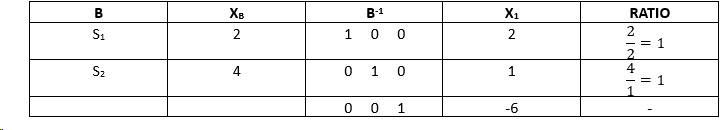 B X_B B⁻¹ X₁ RATIO
S₁ 2 1 0 0 2 2/2 = 1
S₂ 4 0 1 0 1 4/1 = 1
0 0 1 -6 -